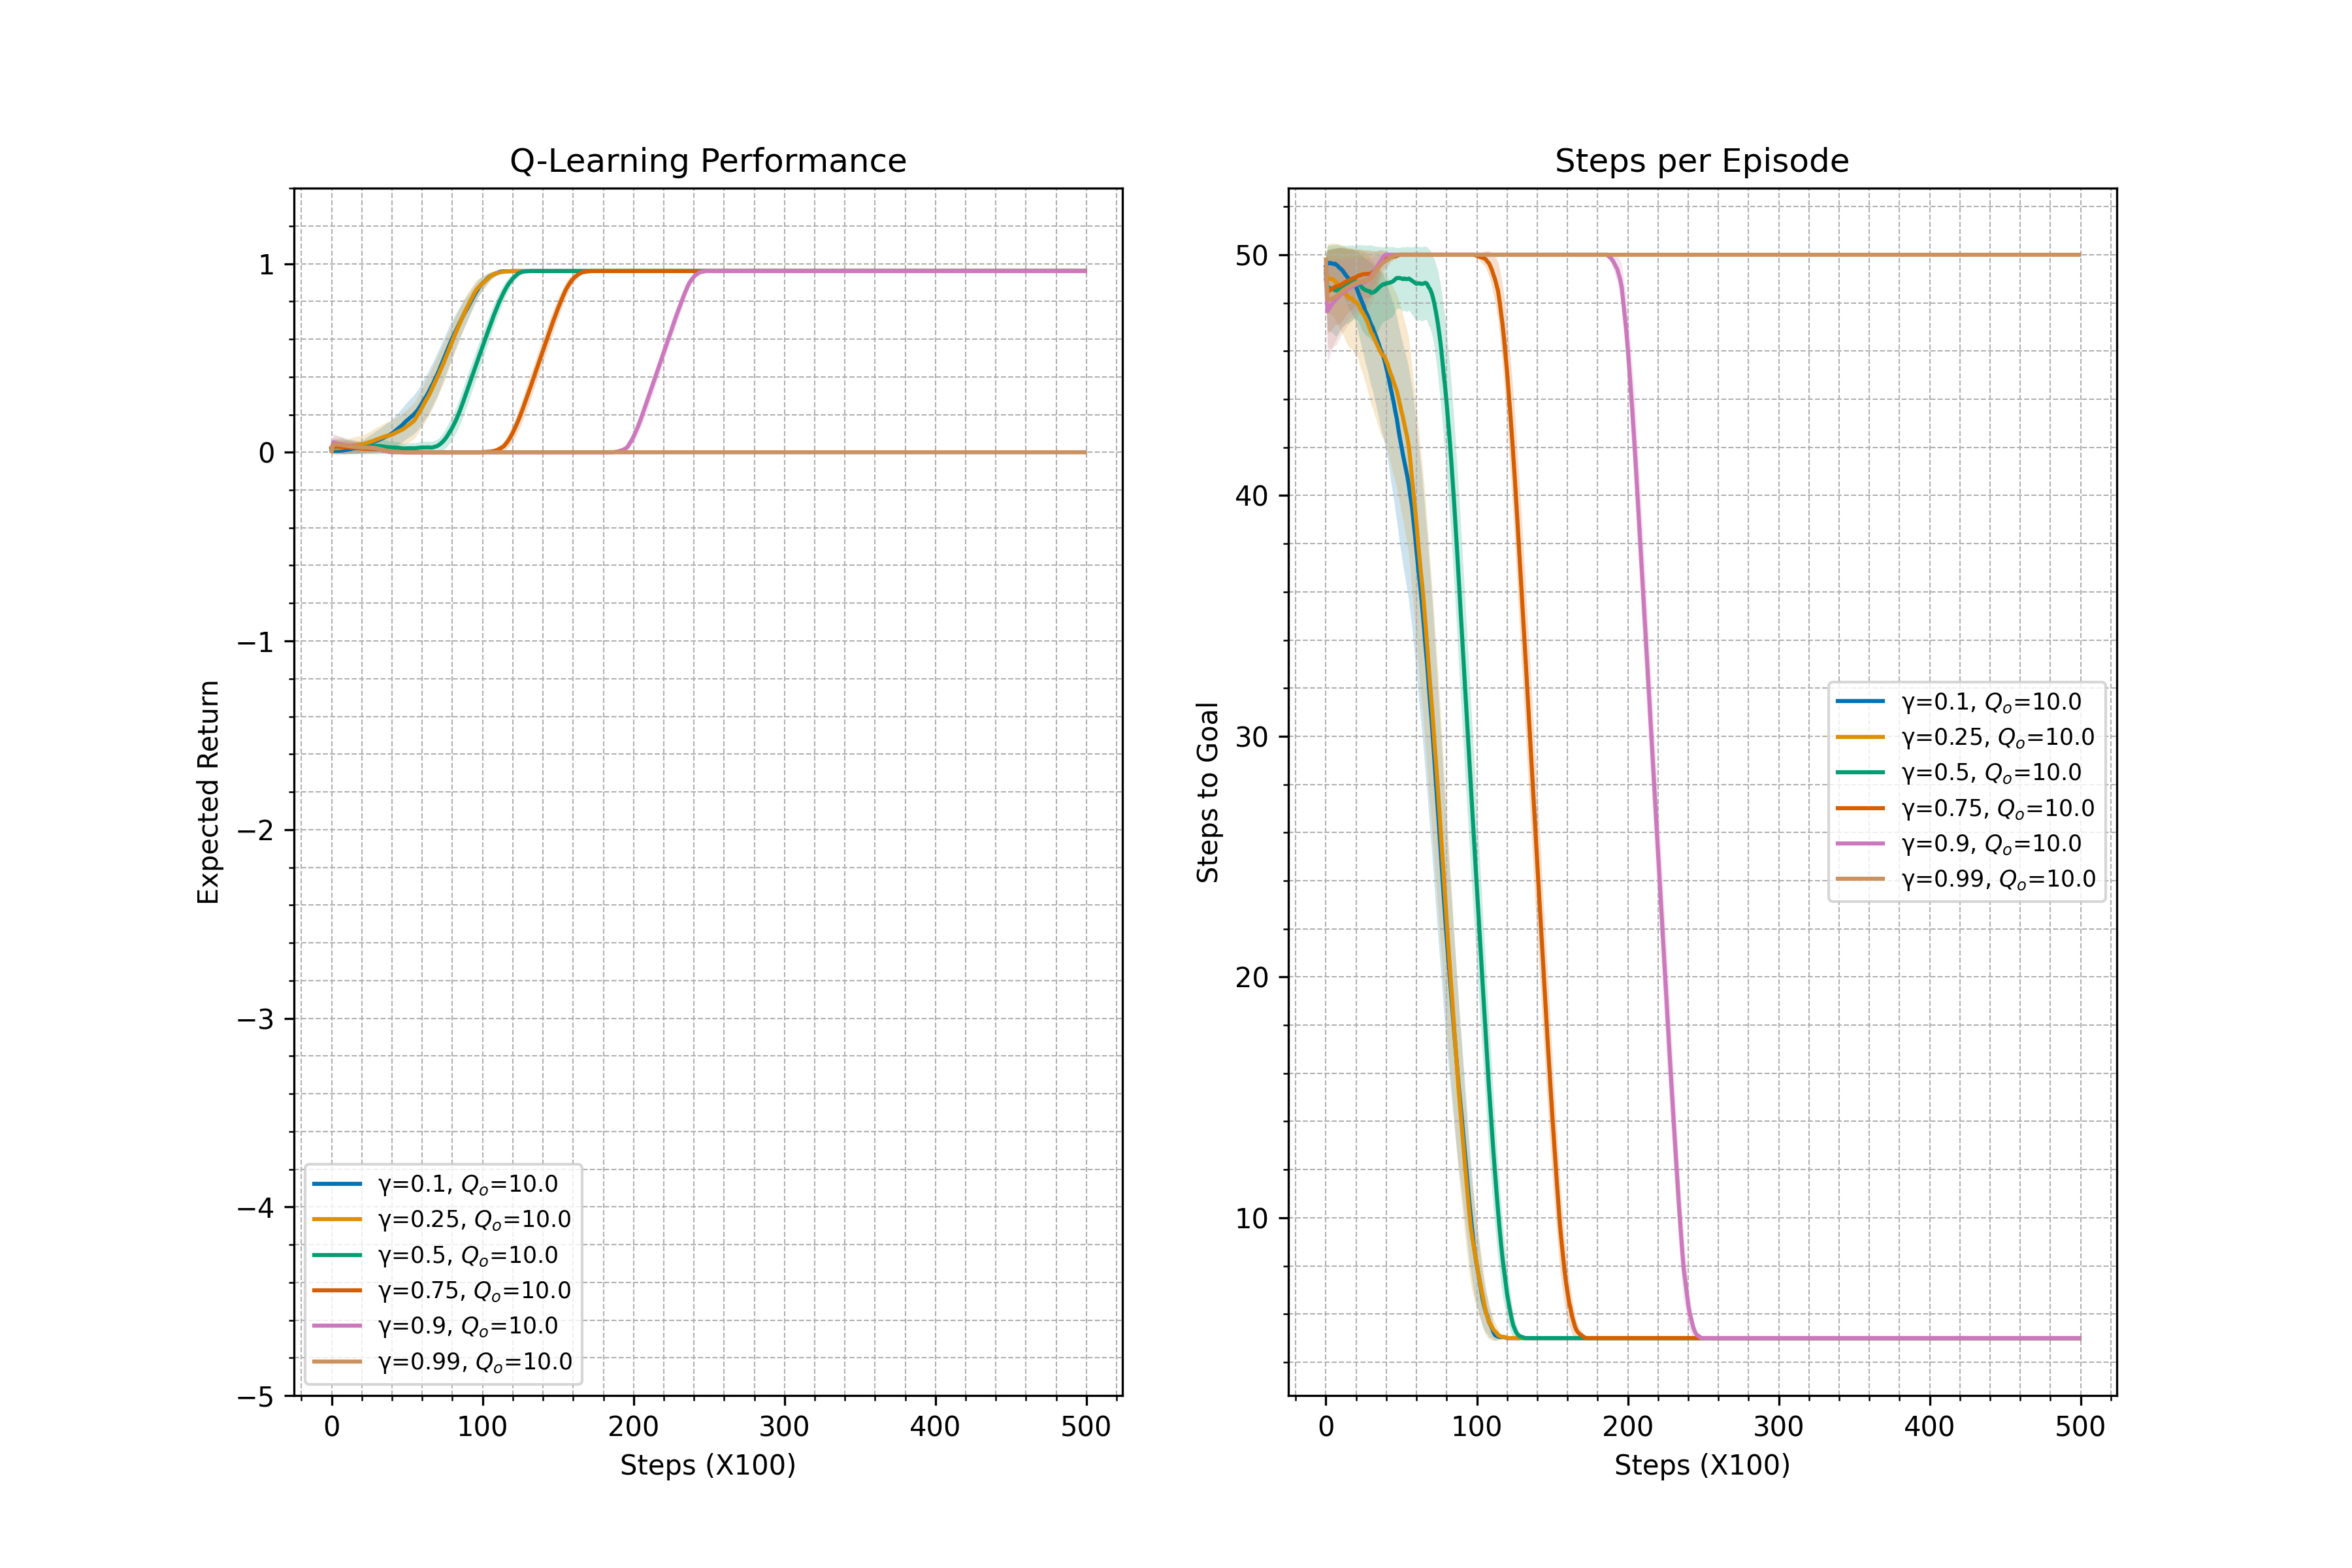 Q-Learning Performance
Expected Return
1
0
−1
−2
−3
−4
−5
γ=0.1, Qo=10.0
γ=0.25, Qo=10.0
γ=0.5, Qo=10.0
γ=0.75, Qo=10.0
γ=0.9, Qo=10.0
γ=0.99, Qo=10.0
0 100 200 300 400 500
Steps (X100)
Steps per Episode
Steps to Goal
50
40
30
20
10
γ=0.1, Qo=10.0
γ=0.25, Qo=10.0
γ=0.5, Qo=10.0
γ=0.75, Qo=10.0
γ=0.9, Qo=10.0
γ=0.99, Qo=10.0
0 100 200 300 400 500
Steps (X100)